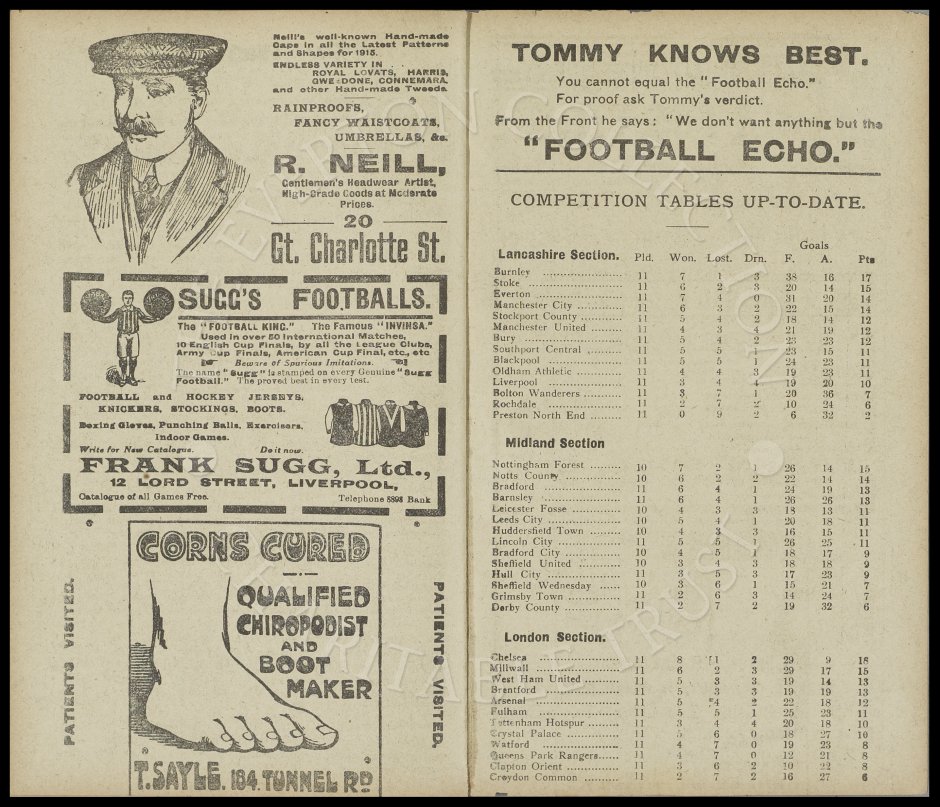 Neill's well-known Hand-made
Caps in all the Latest Patterns
and Shapes for 1915.
ENDLESS VARIETY IN
ROYAL LOVATS, HARRIS,
GWEEDONE, CONNEMARA
and other Hand-made Tweeds.
RAINPROOFS,
FANCY WAISTCOATS,
UMBRELLAS, &c.
R. NEILL,
Gentlemen's Headwear Artist,
High-Grade Goods at Moderate
Prices.
20
Gt. Charlotte St.
SUGG'S FOOTBALLS.
The "FOOTBALL KING." The Famous "INVINSA."
Used in over 50 International Matches,
10 English Cup Finals, by all the League Clubs,
Army Cup Finals, American Cup Final, etc., etc
Beware of Spurious Imitations.
The name "Sugg" is stamped on every Genuine "Sugg
Football." The proved best in every test.
FOOTBALL and HOCKEY JERSEYS,
KNICKERS, STOCKINGS, BOOTS.
Boxing Gloves, Punching Balls, Exercisers,
Indoor Games.
Write for New Catalogue. Do it now.
FRANK SUGG, Ltd.,
12 LORD STREET, LIVERPOOL,
Catalogue of all Games Free. Telephone 8898 Bank
PATIENTS VISITED.
CORNS CURED
QUALIFIED
CHIROPODIST
AND
BOOT
MAKER
T. SAYLE. 184 TUNNEL RD
PATIENTS VISITED.
TOMMY KNOWS BEST.
You cannot equal the "Football Echo."
For proof ask Tommy's verdict.
From the Front he says: "We don't want anything but the
"FOOTBALL ECHO."
COMPETITION TABLES UP-TO-DATE.
Goals
Lancashire Section. Pld. Won. Lost. Drn. F. A. Pts
Burnley 11 7 1 3 38 16 17
Stoke 11 6 2 3 20 14 15
Everton 11 7 4 0 31 20 14
Manchester City 11 6 3 2 22 15 14
Stockport County 11 5 4 2 18 14 12
Manchester United 11 4 3 4 21 19 12
Bury 11 5 4 2 23 23 12
Southport Central 11 5 5 1 23 15 11
Blackpool 11 5 5 1 24 23 11
Oldham Athletic 11 4 4 3 19 23 11
Liverpool 11 3 4 4 19 20 10
Bolton Wanderers 11 3 7 1 20 36 7
Rochdale 11 2 7 2 10 24 6
Preston North End 11 0 9 2 6 32 2
Midland Section
Nottingham Forest 10 7 2 1 26 14 15
Notts County 10 6 2 2 22 14 14
Bradford 11 6 4 1 24 19 13
Barnsley 11 6 4 1 26 26 13
Leicester Fosse 10 4 3 3 18 13 11
Leeds City 10 5 4 1 20 18 11
Huddersfield Town 10 4 3 3 16 15 11
Lincoln City 11 5 5 1 26 25 11
Bradford City 10 4 5 1 18 17 9
Sheffield United 10 3 4 3 18 18 9
Hull City 11 3 5 3 17 23 9
Sheffield Wednesday 10 3 6 1 15 21 7
Grimsby Town 11 2 6 3 14 24 7
Derby County 11 2 7 2 19 32 6
London Section.
Chelsea 11 8 1 2 29 9 18
Millwall 11 6 2 3 29 17 15
West Ham United 11 5 3 3 19 14 13
Brentford 11 5 3 3 19 19 13
Arsenal 11 5 4 2 22 18 12
Fulham 11 5 5 1 25 23 11
Tottenham Hotspur 11 3 4 4 20 18 10
Crystal Palace 11 5 6 0 18 27 10
Watford 11 4 7 0 19 23 8
Queens Park Rangers 11 4 7 0 12 21 8
Clapton Orient 11 3 6 2 10 22 8
Croydon Common 11 2 7 2 16 27 6
EVERTON COLLECTION
CHARITABLE TRUST